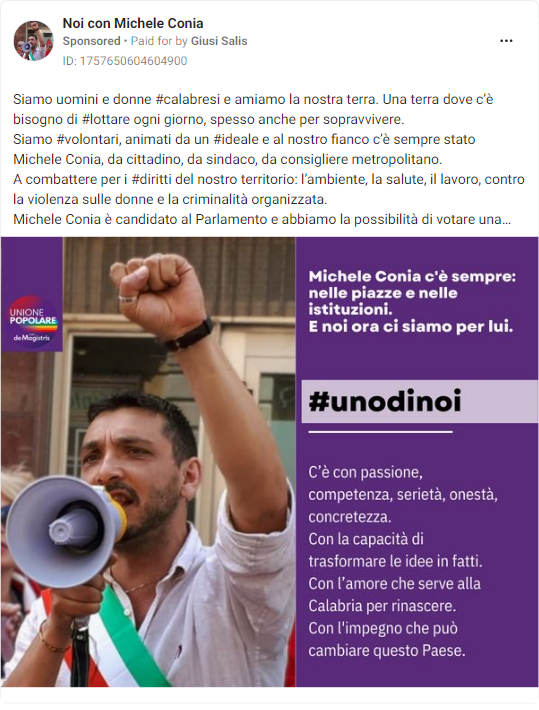 Noi con Michele Conia
Sponsored • Paid for by Giusi Salis
ID: 1757650604604900
Siamo uomini e donne #calabresi e amiamo la nostra terra. Una terra dove c'è
bisogno di #lottare ogni giorno, spesso anche per sopravvivere.
Siamo #volontari, animati da un #ideale e al nostro fianco c'è sempre stato
Michele Conia, da cittadino, da sindaco, da consigliere metropolitano.
A combattere per i #diritti del nostro territorio: l'ambiente, la salute, il lavoro, contro
la violenza sulle donne e la criminalità organizzata.
Michele Conia è candidato al Parlamento e abbiamo la possibilità di votare una...
UNIONE
POPOLARE
con
deMagistris
Michele Conia c'è sempre:
nelle piazze e nelle
istituzioni.
E noi ora ci siamo per lui.
#unodinoi
C'è con passione,
competenza, serietà, onestà,
concretezza.
Con la capacità di
trasformare le idee in fatti.
Con l'amore che serve alla
Calabria per rinascere.
Con l'impegno che può
cambiare questo Paese.